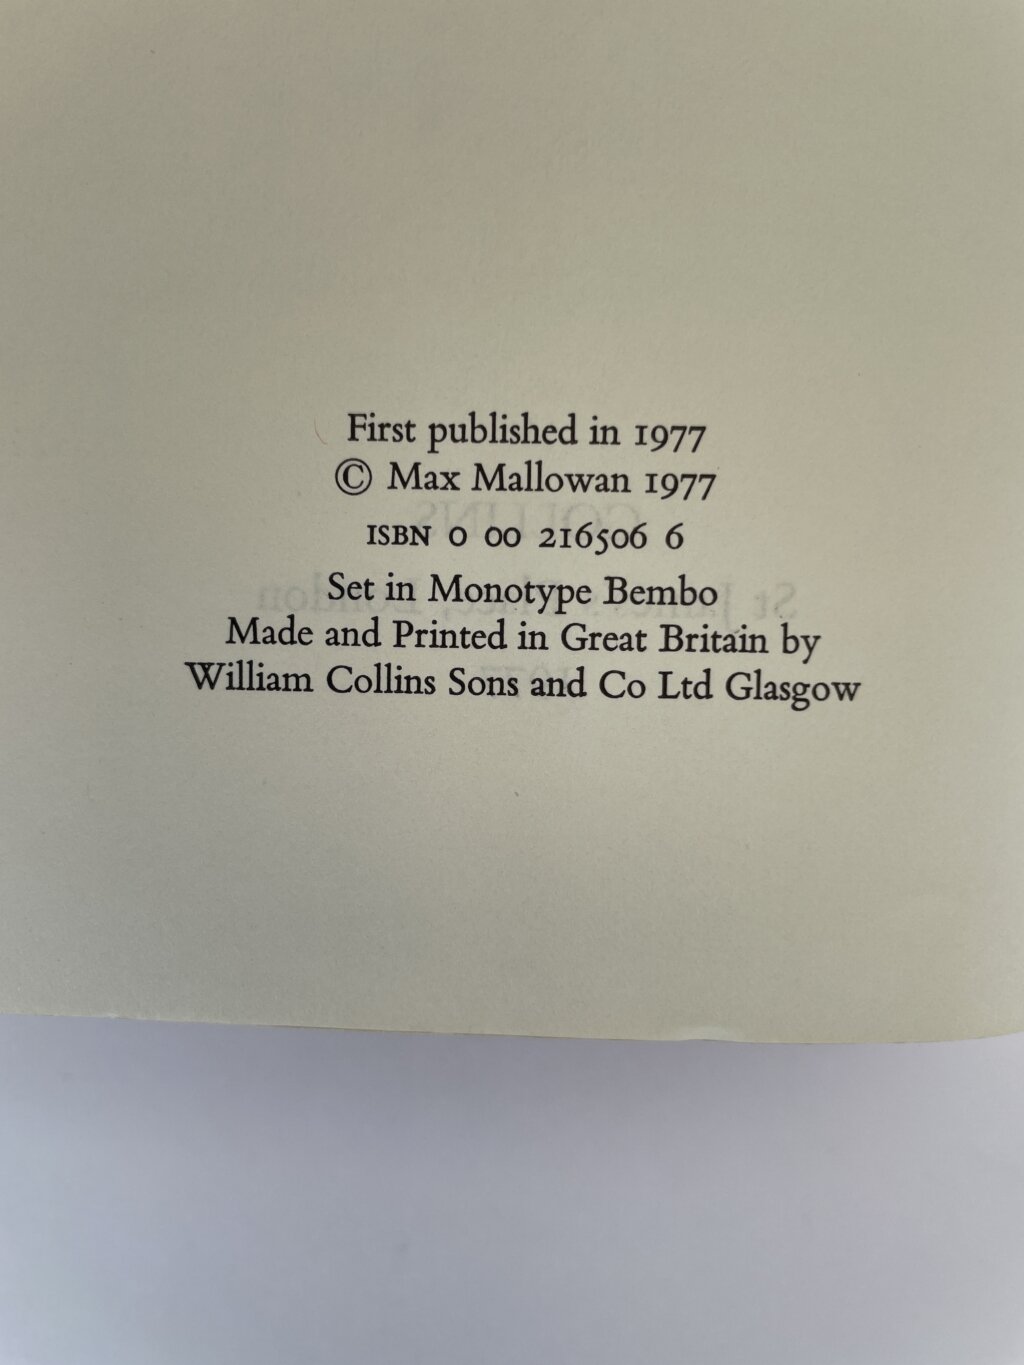 First published in 1977
© Max Mallowan 1977
ISBN 0 00 216506 6
Set in Monotype Bembo
Made and Printed in Great Britain by
William Collins Sons and Co Ltd Glasgow